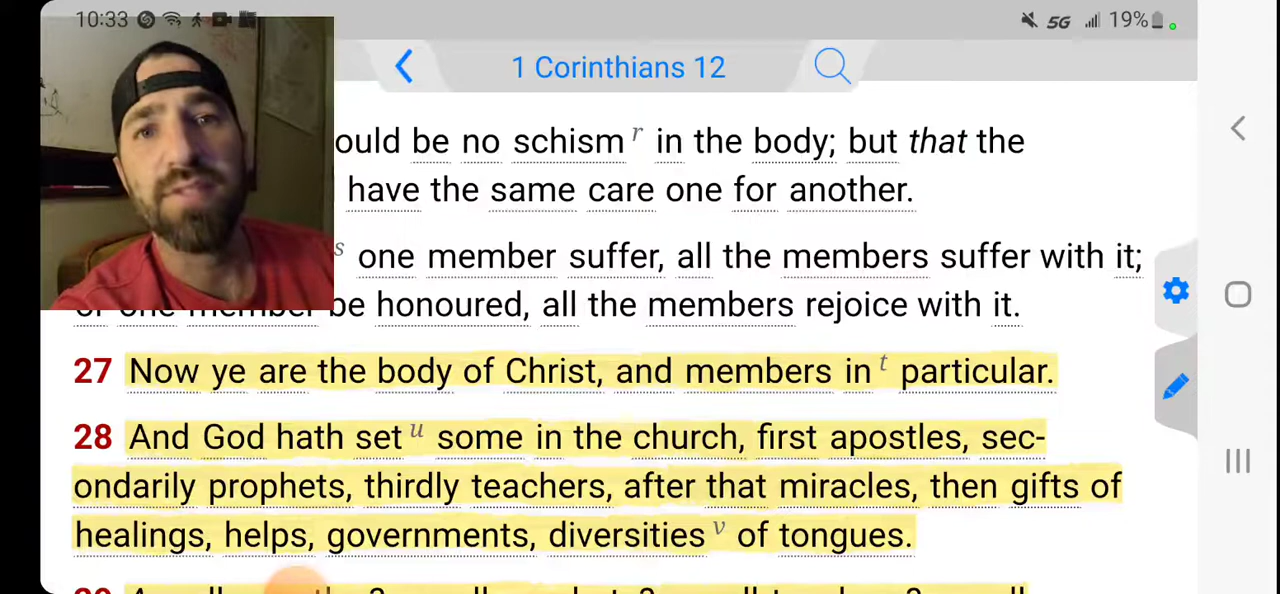 10:33
5G
19%
1 Corinthians 12
ould be no schism r in the body; but that the
have the same care one for another.
s one member suffer, all the members suffer with it;
or one member be honoured, all the members rejoice with it.
27 Now ye are the body of Christ, and members in t particular.
28 And God hath set u some in the church, first apostles, sec-
ondarily prophets, thirdly teachers, after that miracles, then gifts of
healings, helps, governments, diversities v of tongues.